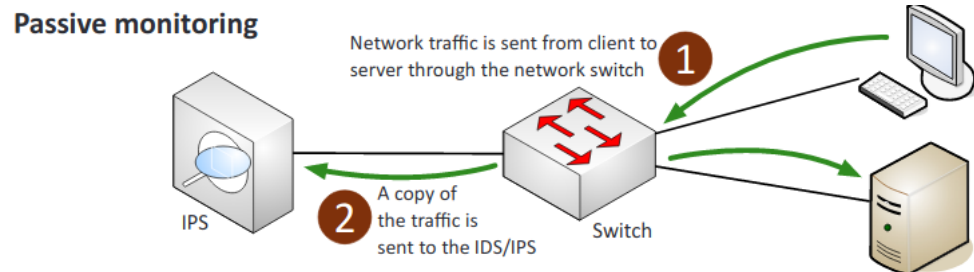 Passive monitoring
Network traffic is sent from client to
server through the network switch
1
2
A copy of
the traffic is
sent to the IDS/IPS
IPS
Switch